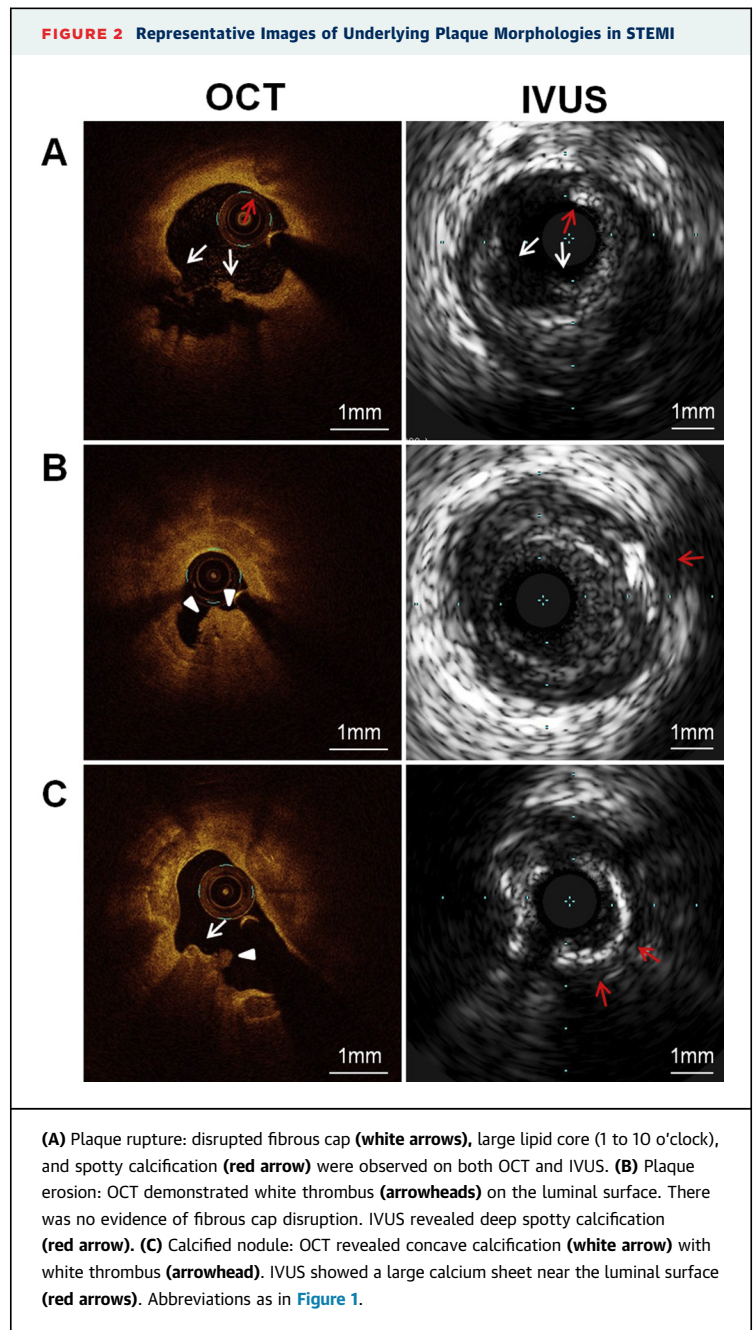 FIGURE 2 Representative Images of Underlying Plaque Morphologies in STEMI
OCT IVUS
A
1mm 1mm
B
1mm 1mm
C
1mm 1mm
(A) Plaque rupture: disrupted fibrous cap (white arrows), large lipid core (1 to 10 o'clock),
and spotty calcification (red arrow) were observed on both OCT and IVUS. (B) Plaque
erosion: OCT demonstrated white thrombus (arrowheads) on the luminal surface. There
was no evidence of fibrous cap disruption. IVUS revealed deep spotty calcification
(red arrow). (C) Calcified nodule: OCT revealed concave calcification (white arrow) with
white thrombus (arrowhead). IVUS showed a large calcium sheet near the luminal surface
(red arrows). Abbreviations as in Figure 1.